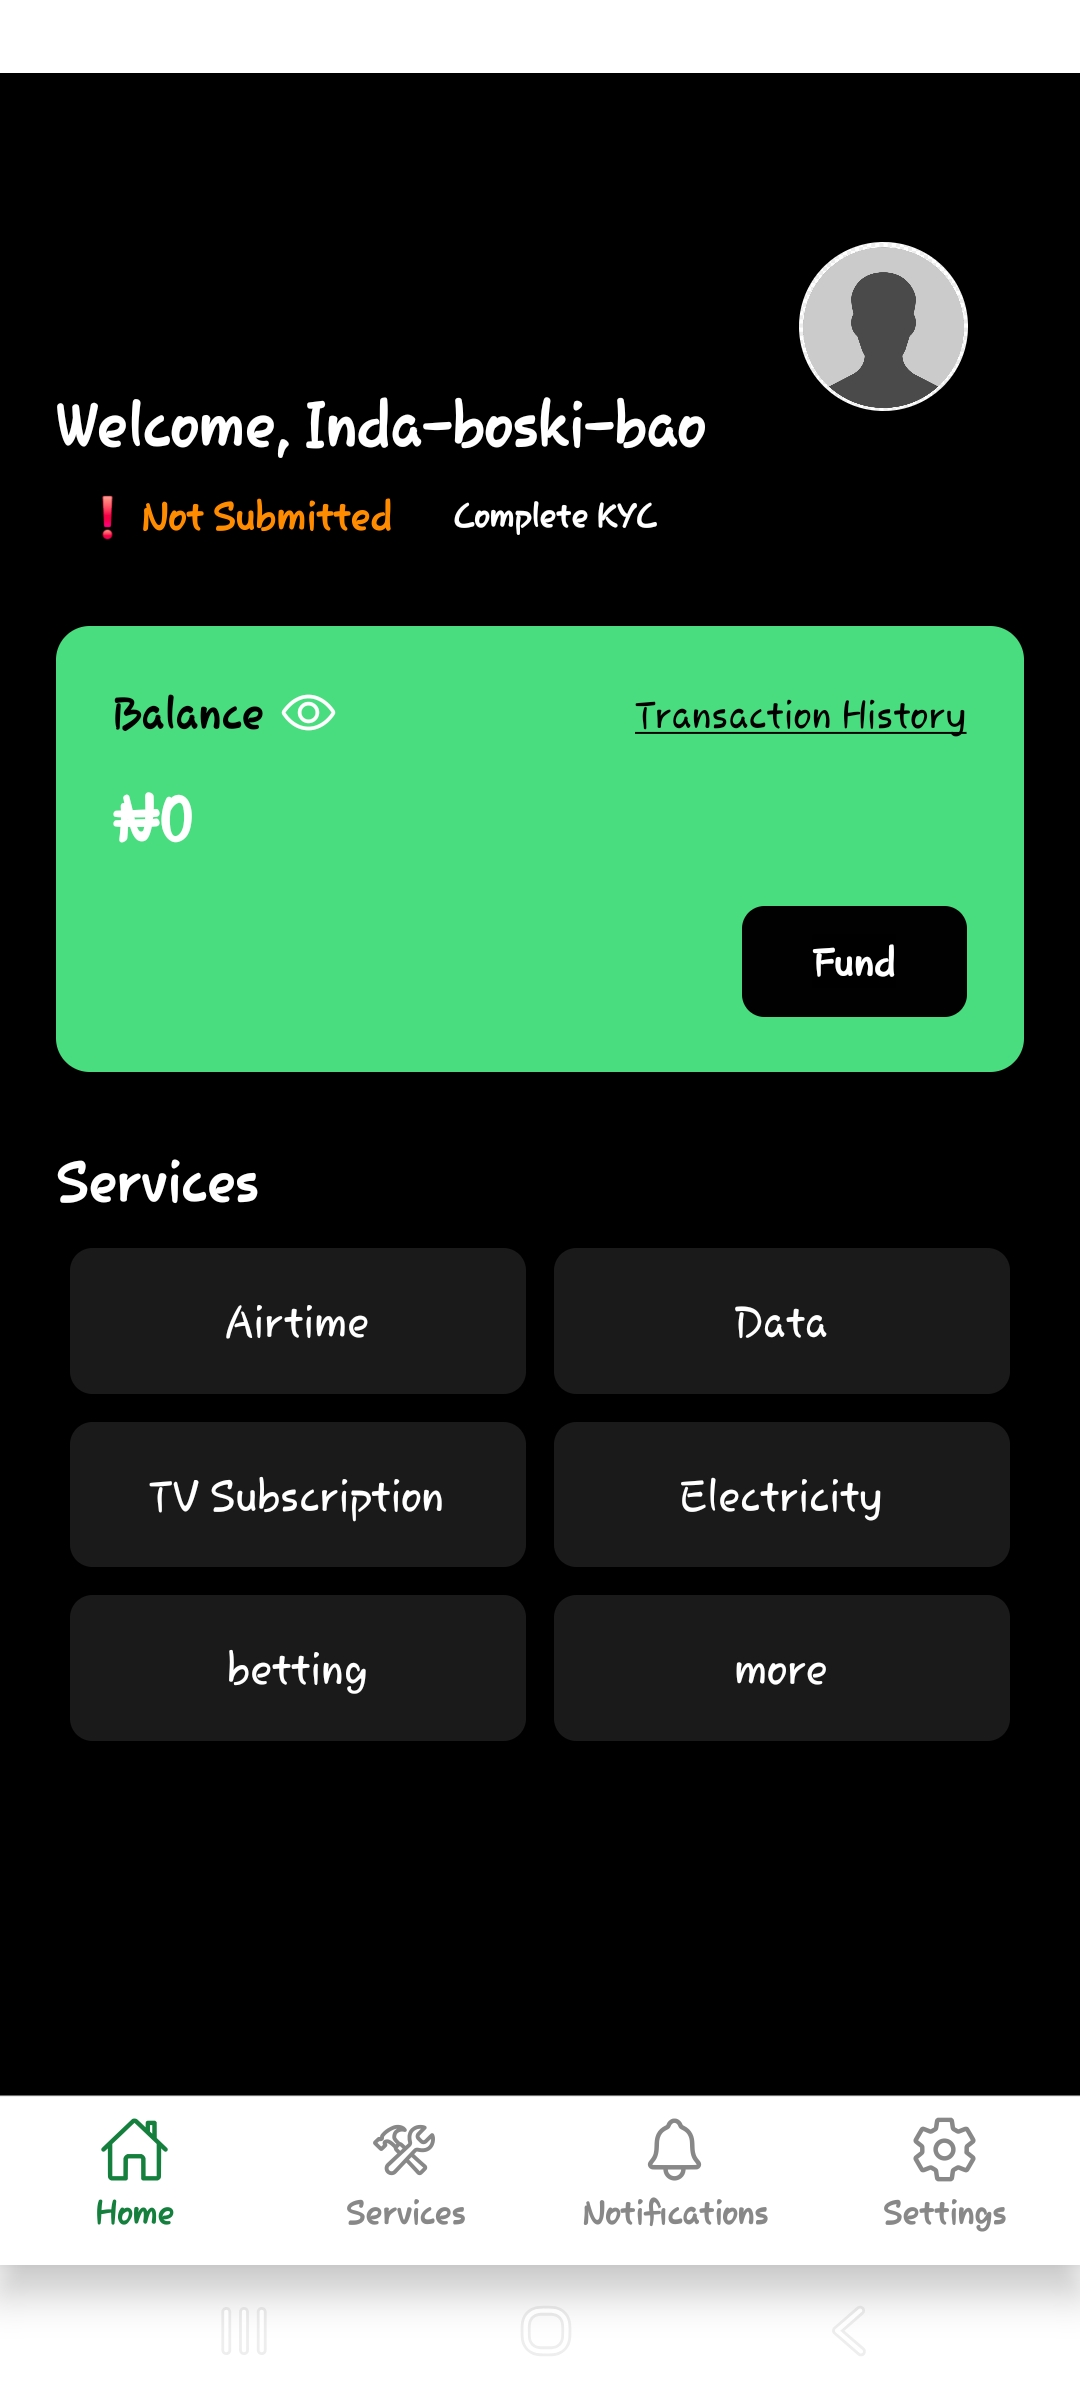 Welcome, Inda-boski-bao
❗ Not Submitted Complete KYC
Balance Transaction History
₦0
Fund
Services
Airtime Data
TV Subscription Electricity
betting more
Home Services Notifications Settings